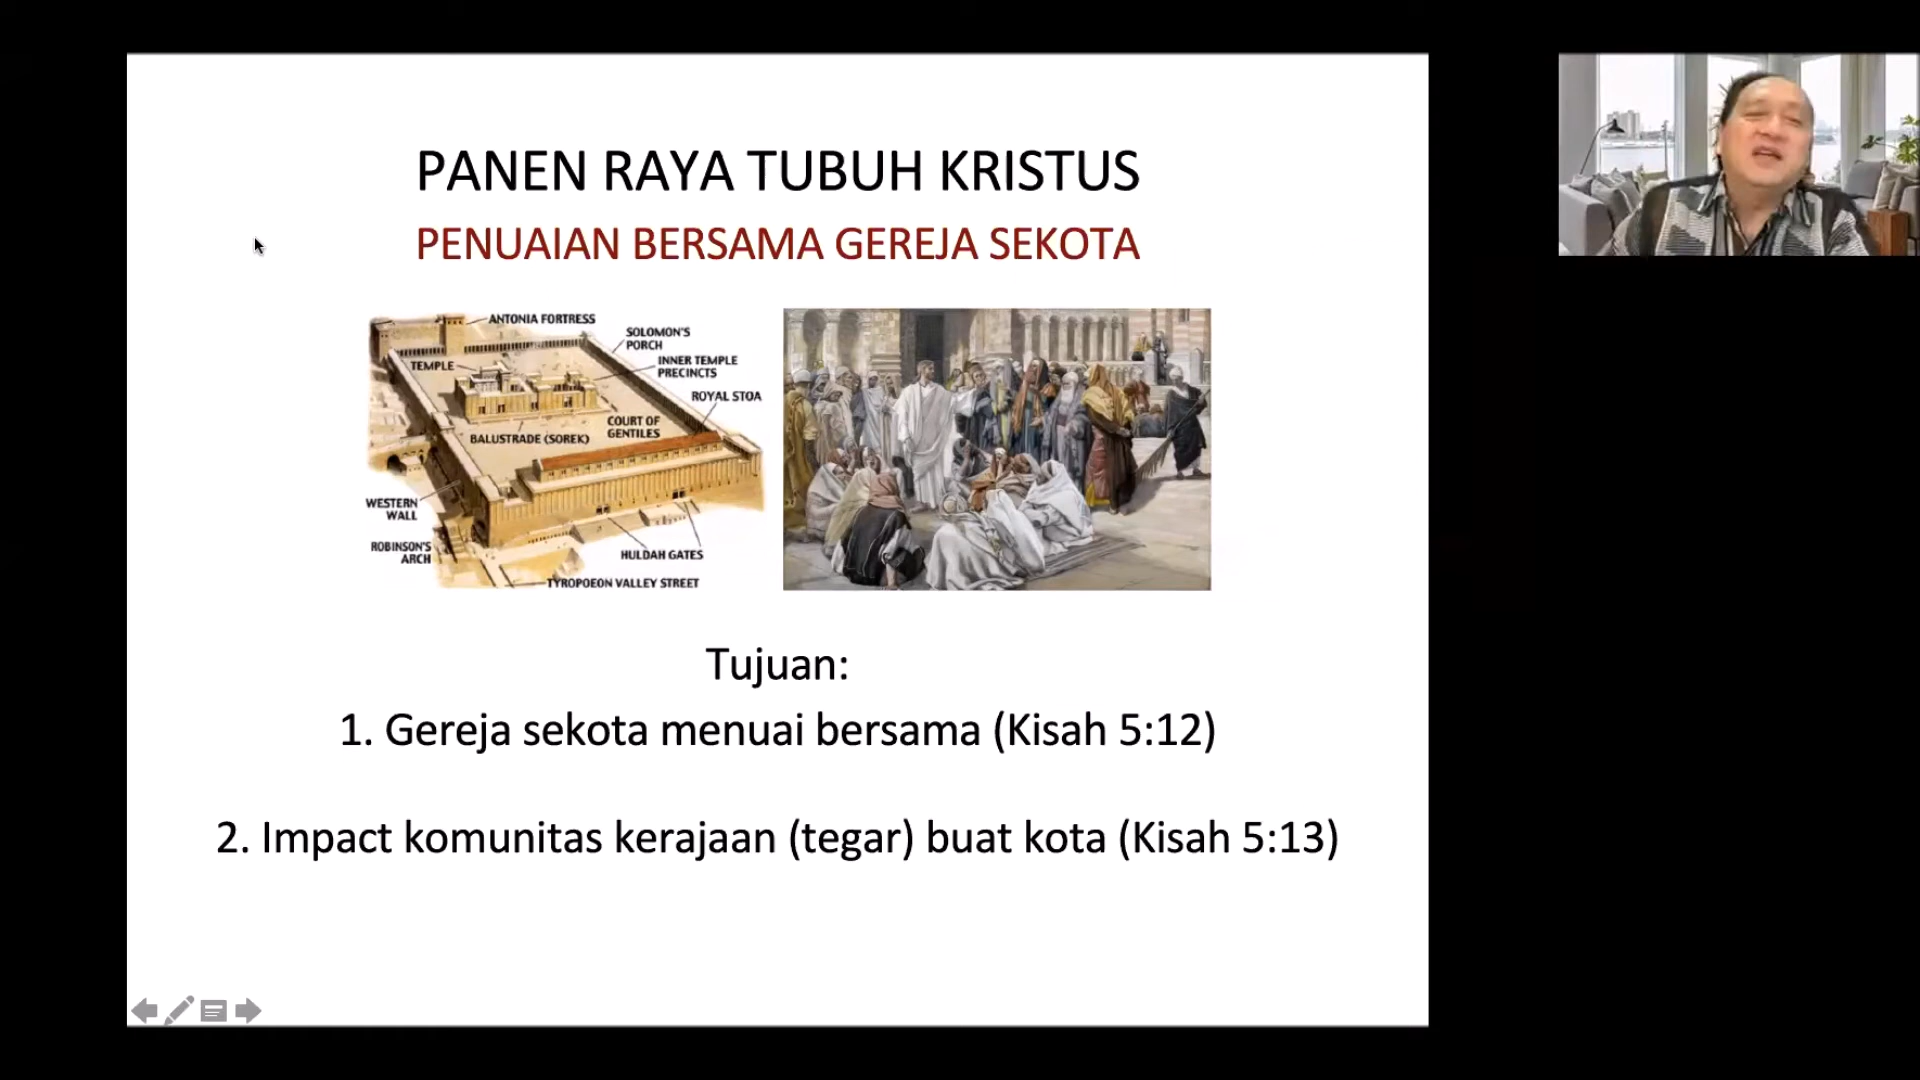 PANEN RAYA TUBUH KRISTUS
PENUAIAN BERSAMA GEREJA SEKOTA
ANTONIA FORTRESS
SOLOMON'S
PORCH
INNER TEMPLE
PRECINCTS
TEMPLE
ROYAL STOA
COURT OF
GENTILES
BALUSTRADE (SOREK)
WESTERN
WALL
ROBINSON'S
ARCH
HULDAH GATES
TYROPOEON VALLEY STREET
Tujuan:
1. Gereja sekota menuai bersama (Kisah 5:12)
2. Impact komunitas kerajaan (tegar) buat kota (Kisah 5:13)